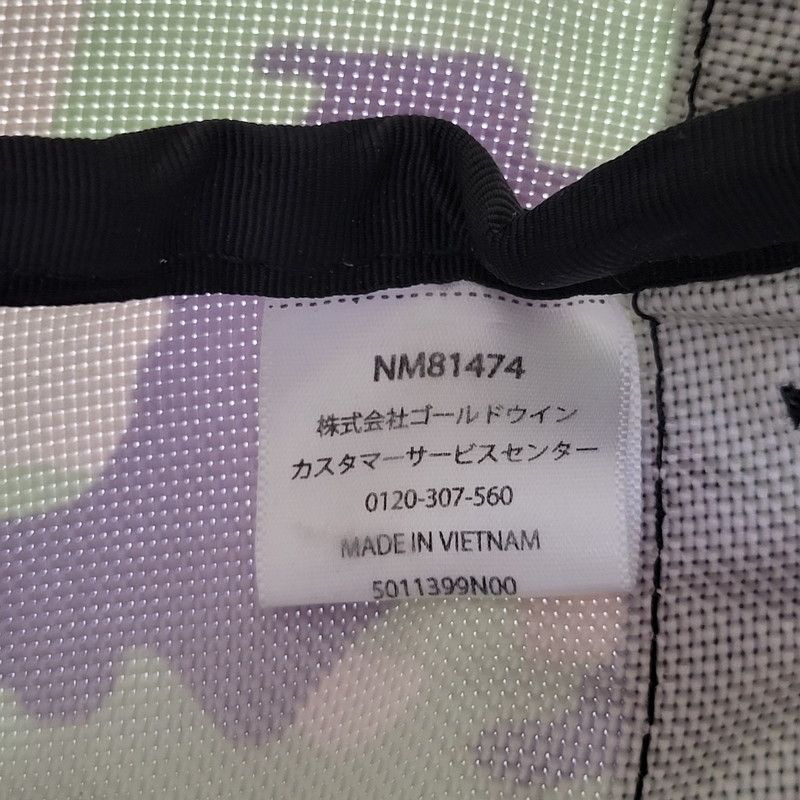 NM81474
株式会社ゴールドウイン
カスタマーサービスセンター
0120-307-560
MADE IN VIETNAM
5011399N00